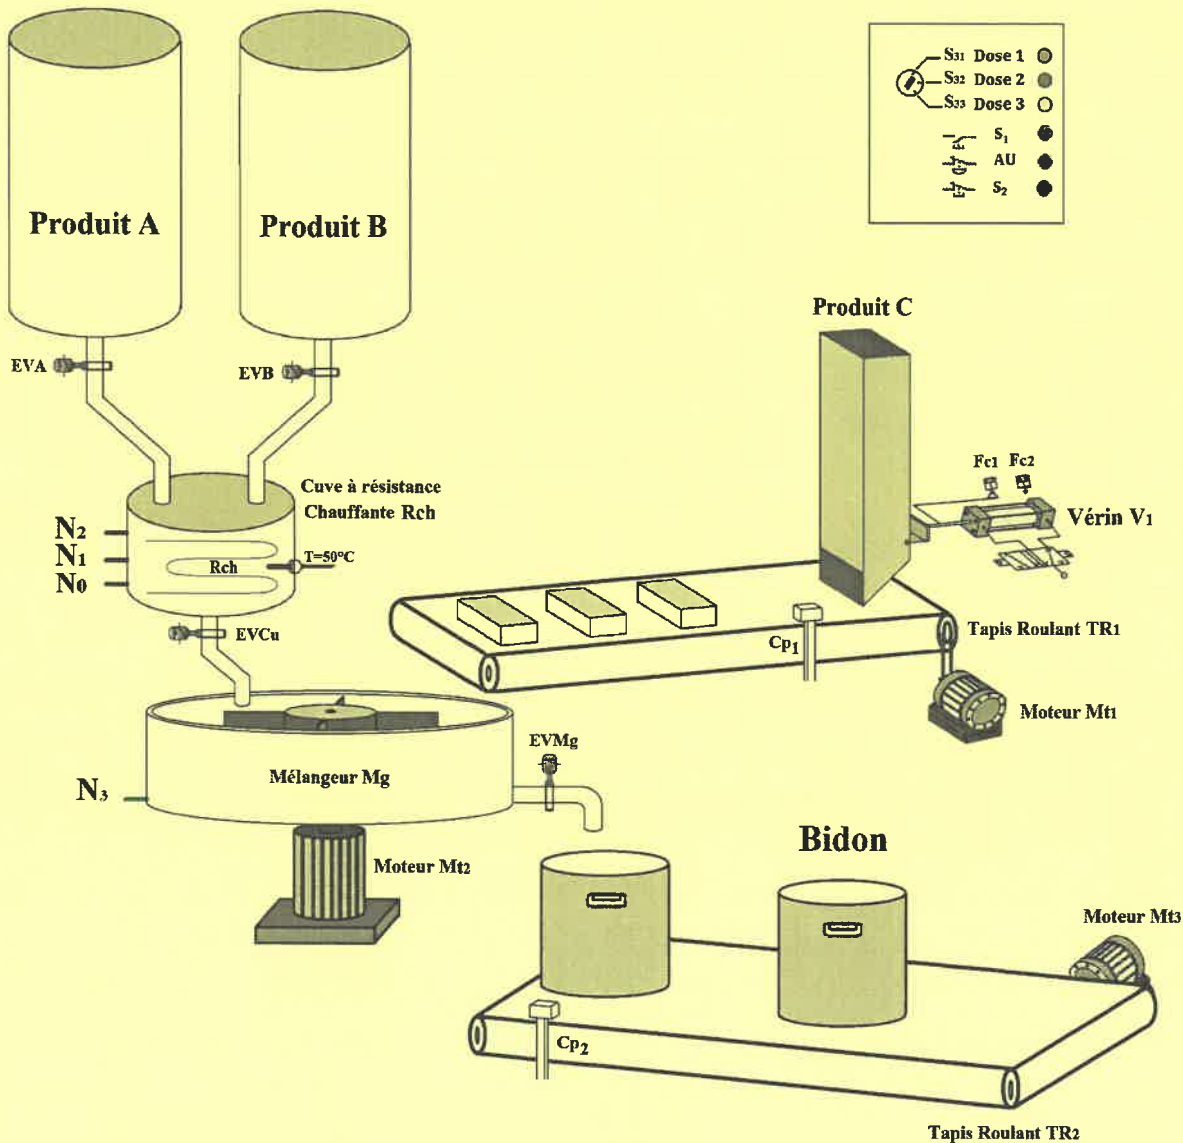 S31 Dose 1
S32 Dose 2
S33 Dose 3
S1
AU
S2
Produit A
Produit B
Produit C
EVA
EVB
Fc1 Fc2
Vérin V1
Cuve à résistance
Chauffante Rch
N2
N1
N0
Rch
T=50°C
EVCu
Cp1
Tapis Roulant TR1
Moteur Mt1
EVMg
Mélangeur Mg
N3
Moteur Mt2
Bidon
Moteur Mt3
Cp2
Tapis Roulant TR2